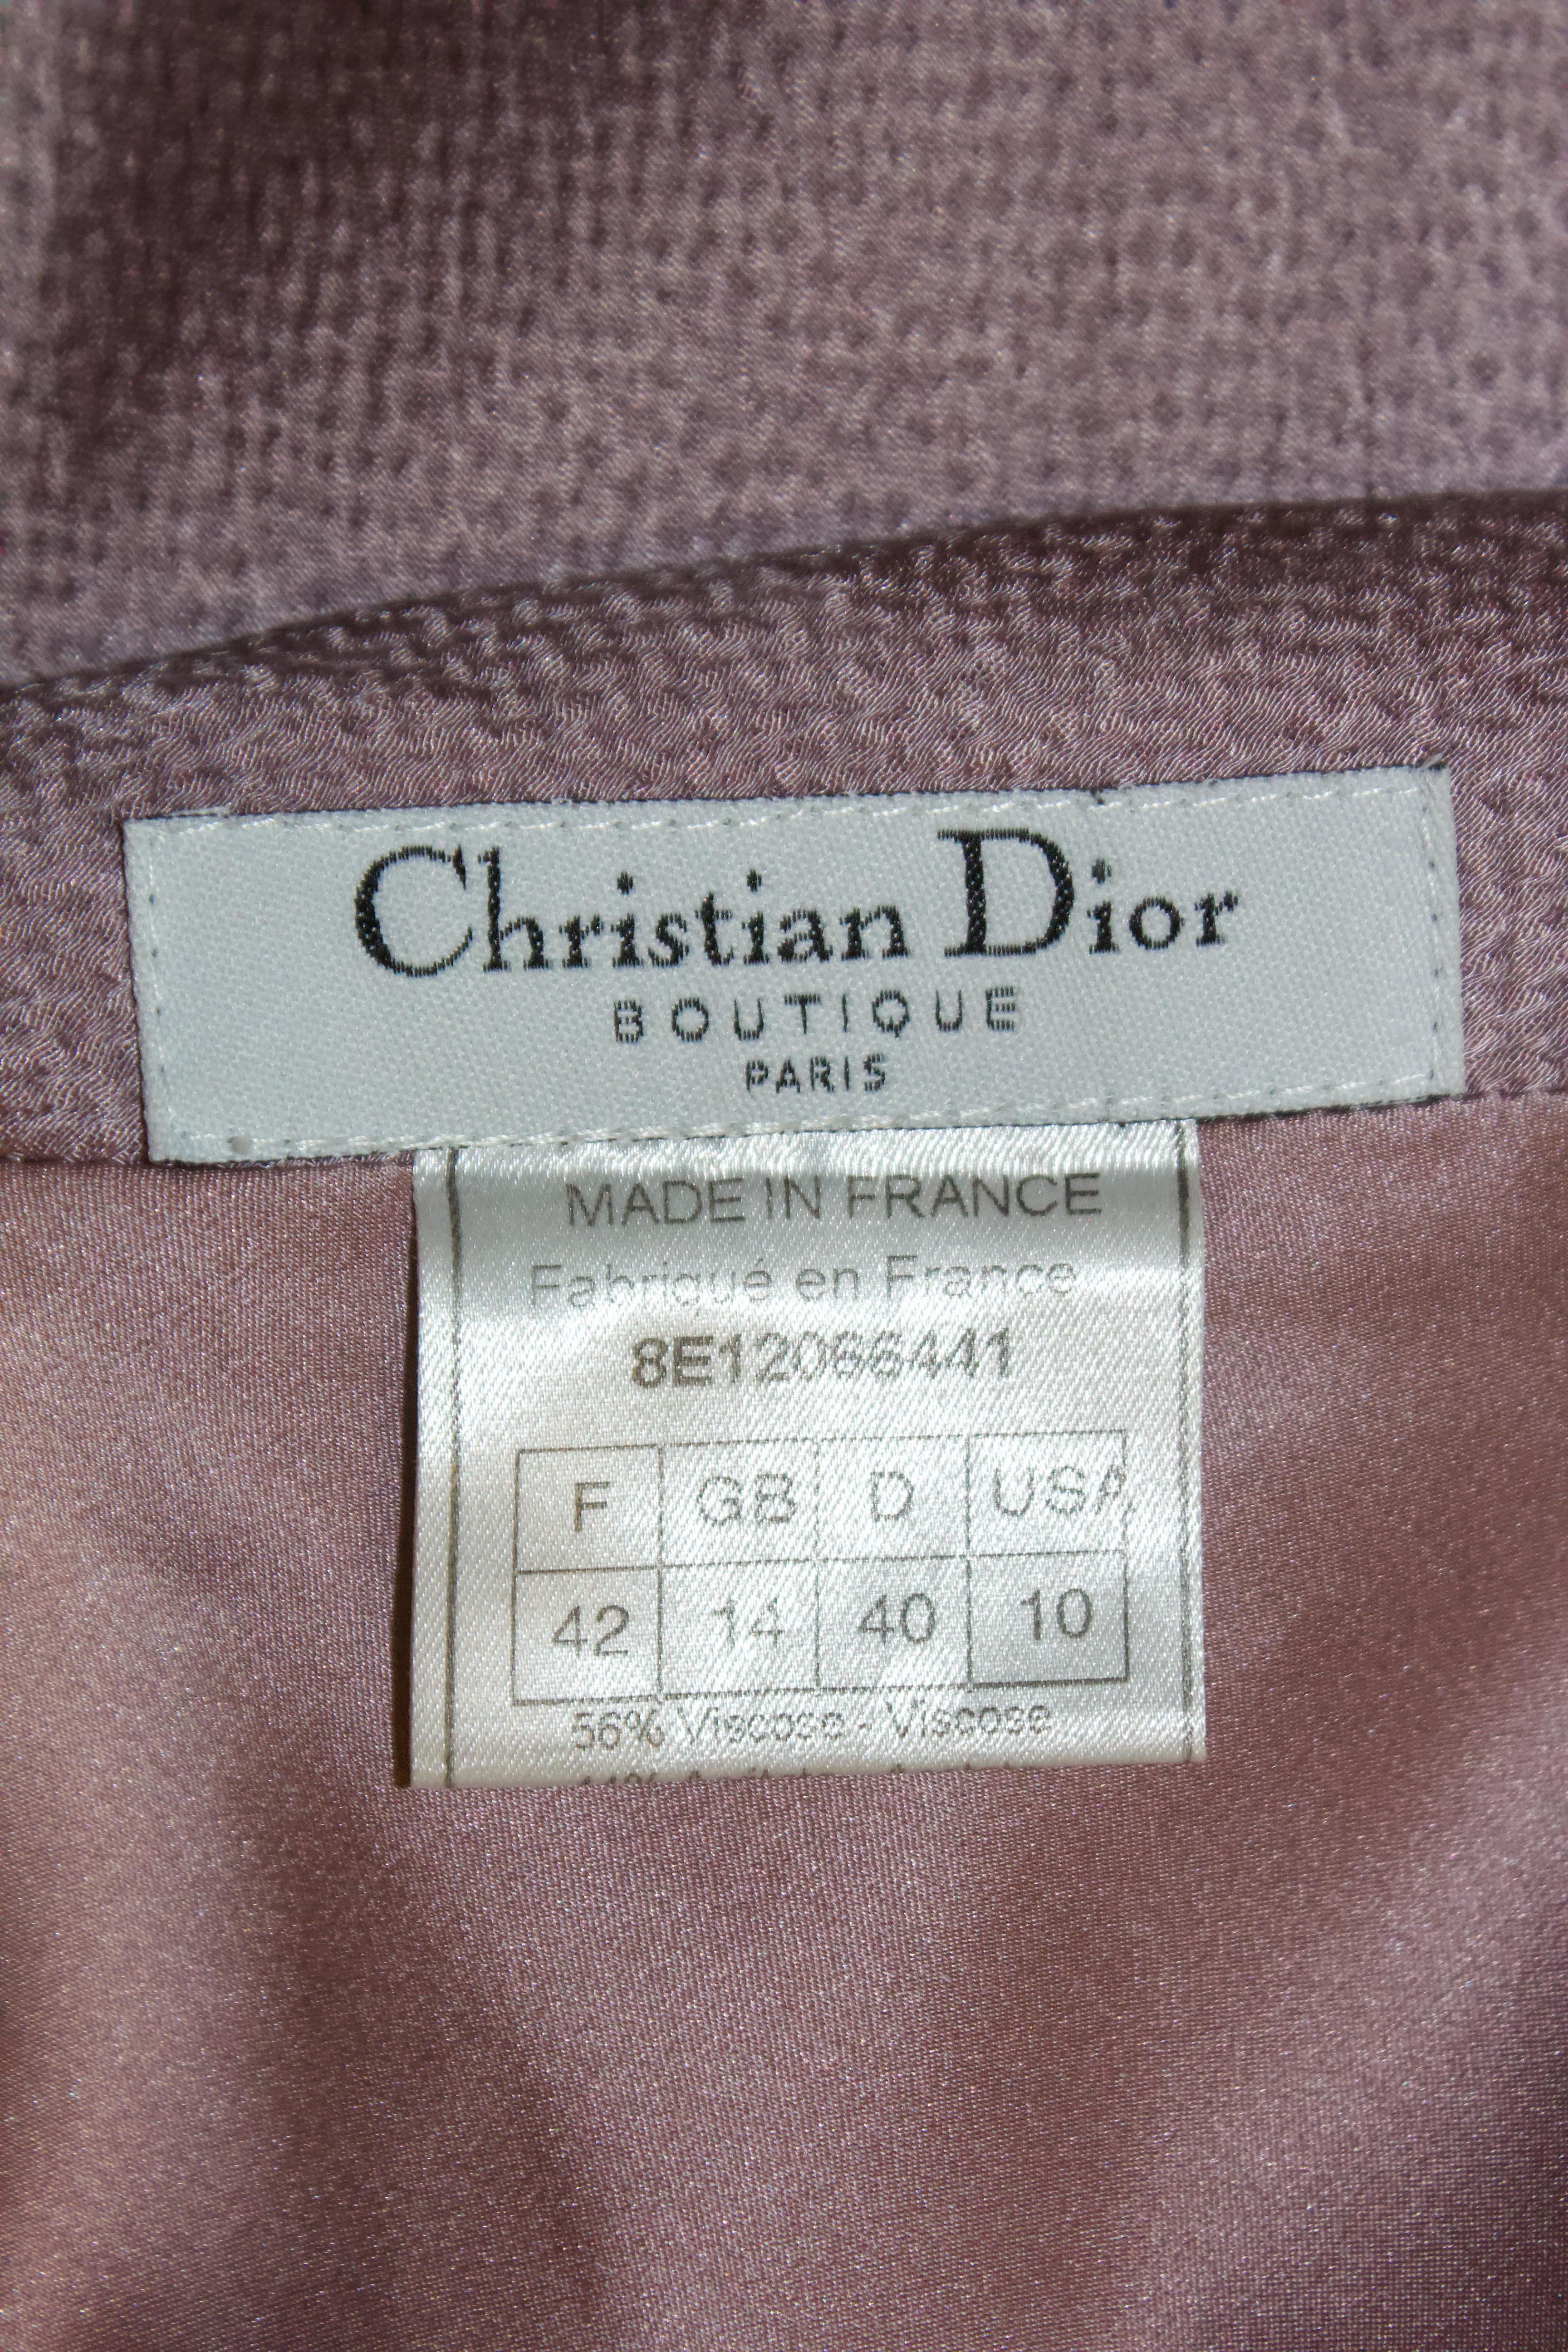 Christian Dior
BOUTIQUE
PARIS
MADE IN FRANCE
Fabriqué en France
8E12066441
F GB D USA
42 14 40 10
56% Viscose - Viscose